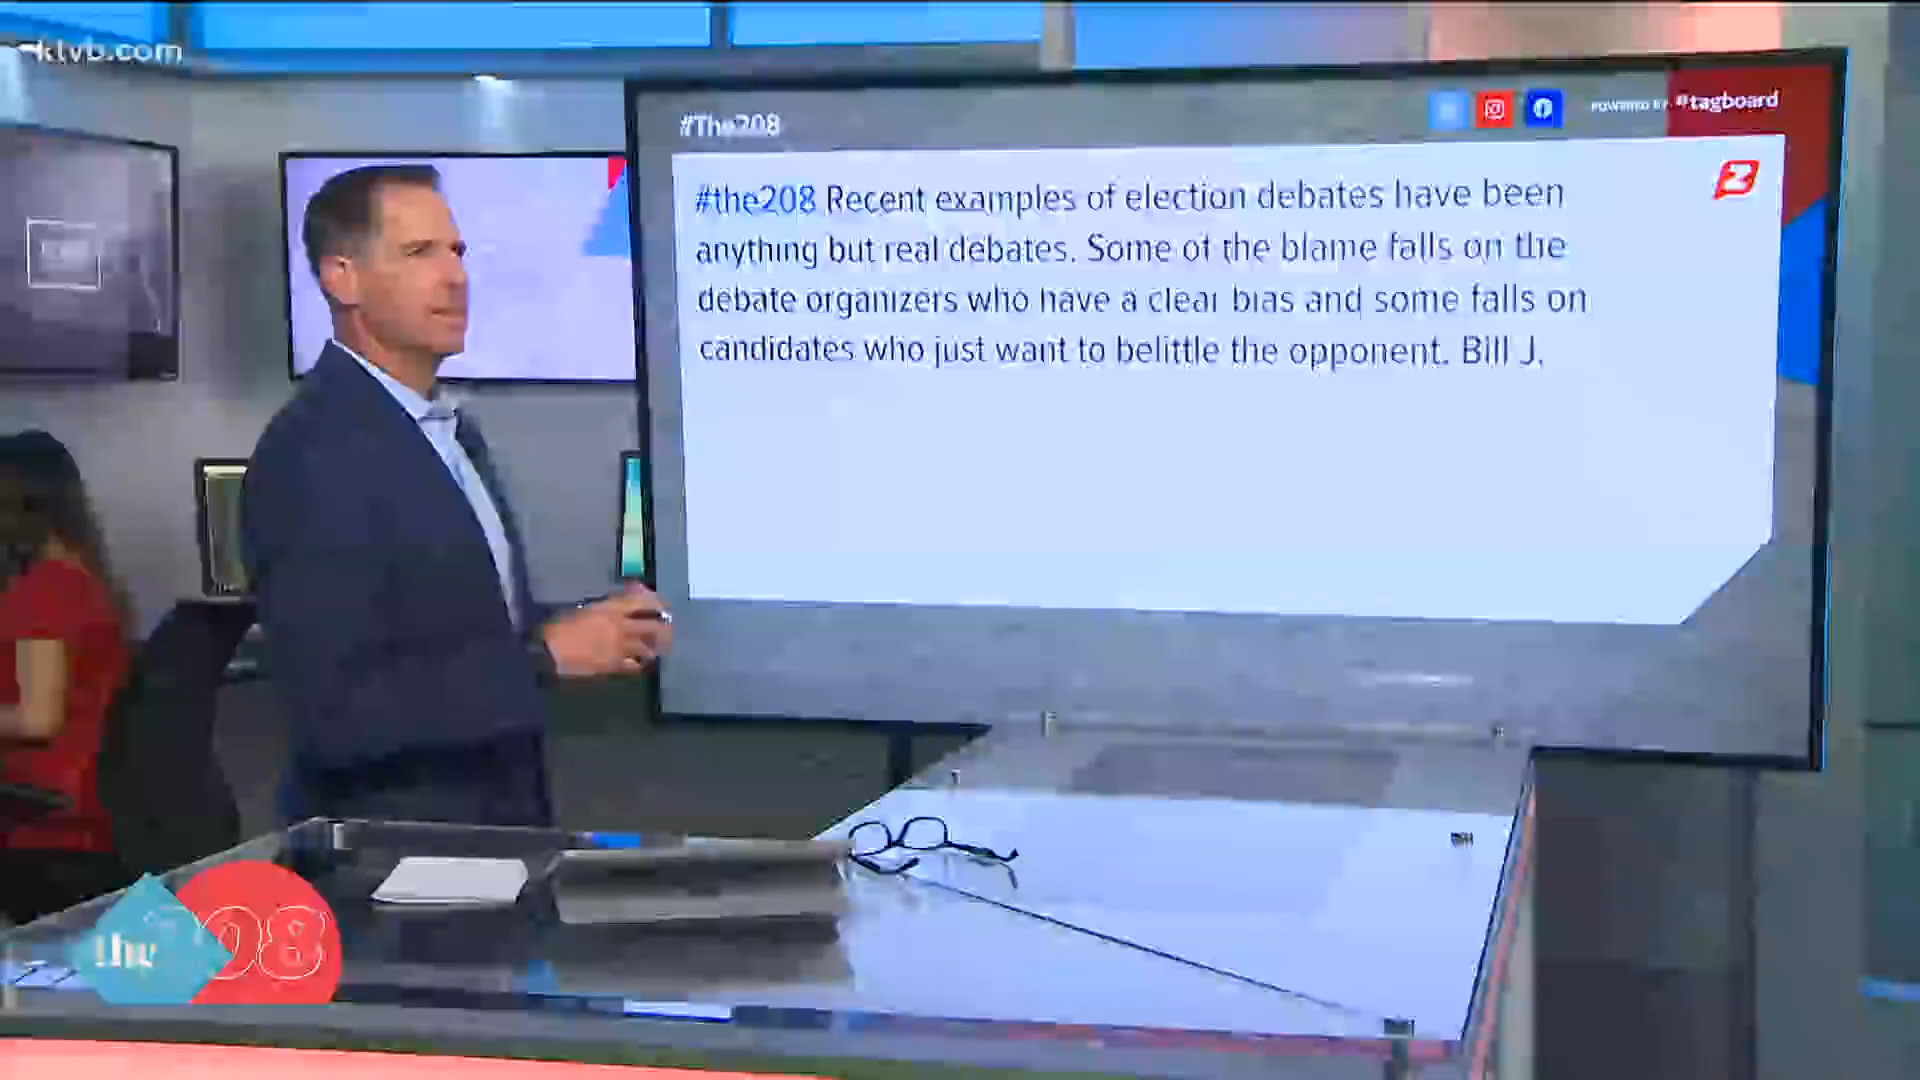 ktvb.com
#The208
POWERED BY #tagboard
#the208 Recent examples of election debates have been
anything but real debates. Some of the blame falls on the
debate organizers who have a clear bias and some falls on
candidates who just want to belittle the opponent. Bill J.
the 208